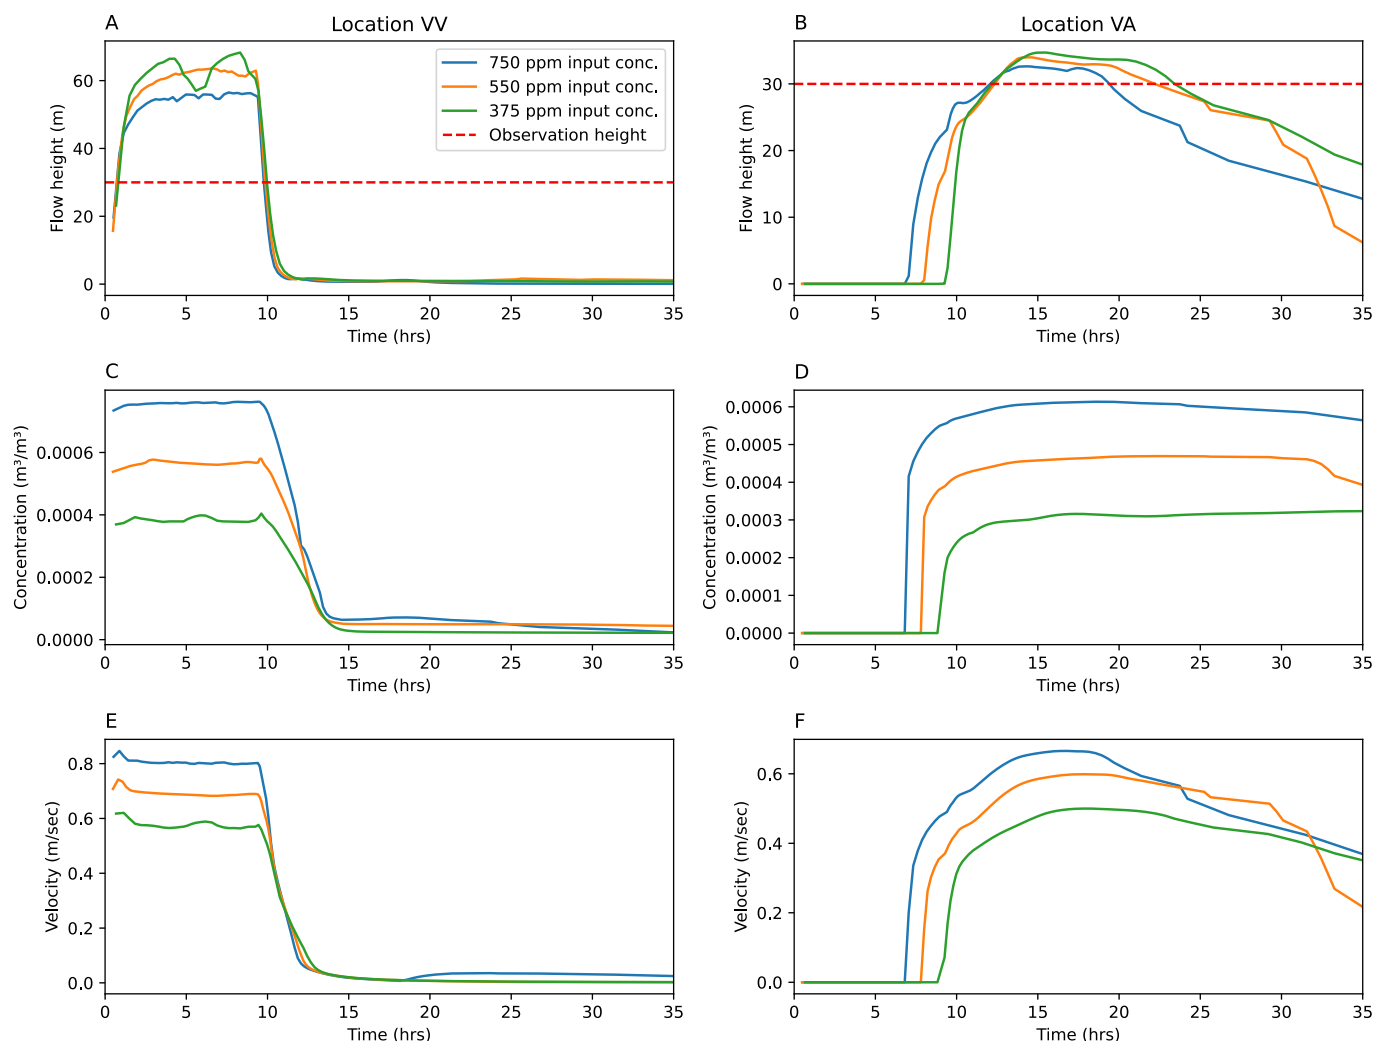 A
Location VV
Flow height (m)
60
40
20
0
750 ppm input conc.
550 ppm input conc.
375 ppm input conc.
Observation height
0 5 10 15 20 25 30 35
Time (hrs)
B
Location VA
Flow height (m)
30
20
10
0
0 5 10 15 20 25 30 35
Time (hrs)
C
Concentration (m³/m³)
0.0006
0.0004
0.0002
0.0000
0 5 10 15 20 25 30 35
Time (hrs)
D
Concentration (m³/m³)
0.0006
0.0005
0.0004
0.0003
0.0002
0.0001
0.0000
0 5 10 15 20 25 30 35
Time (hrs)
E
Velocity (m/sec)
0.8
0.6
0.4
0.2
0.0
0 5 10 15 20 25 30 35
Time (hrs)
F
Velocity (m/sec)
0.6
0.4
0.2
0.0
0 5 10 15 20 25 30 35
Time (hrs)